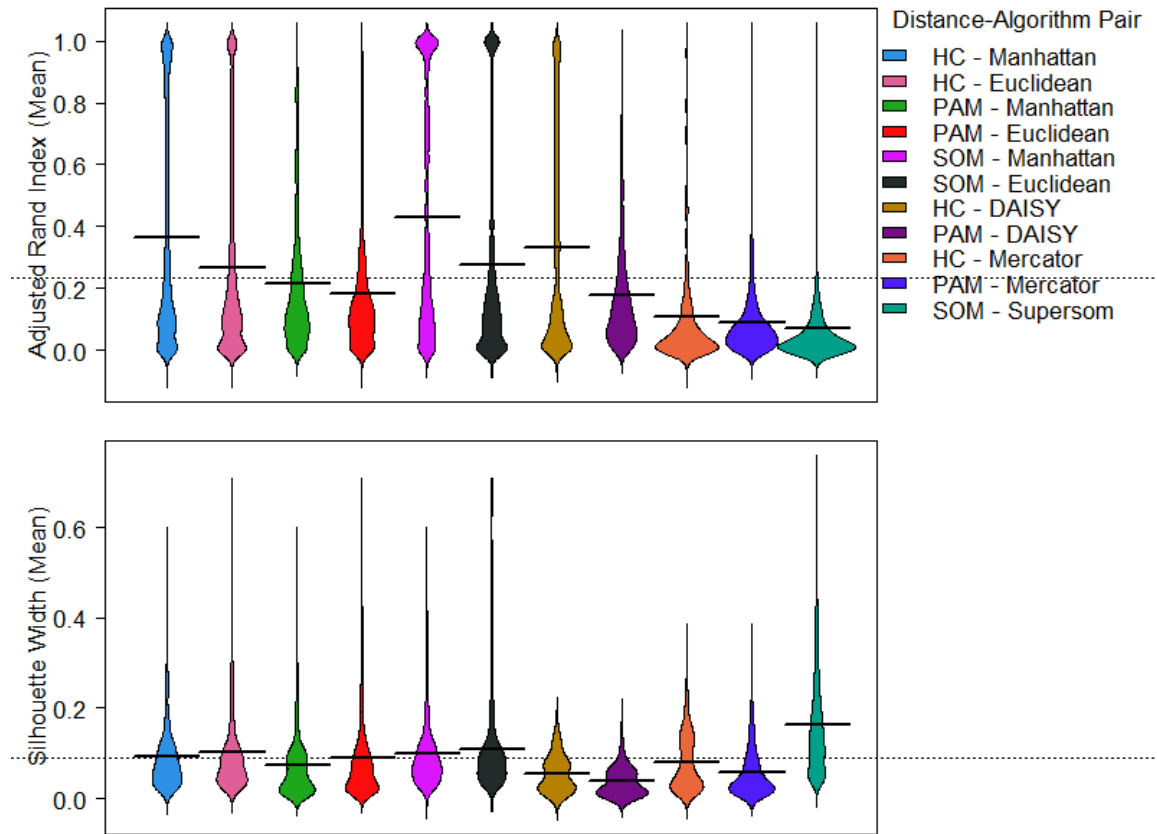 Distance-Algorithm Pair
HC - Manhattan
HC - Euclidean
PAM - Manhattan
PAM - Euclidean
SOM - Manhattan
SOM - Euclidean
HC - DAISY
PAM - DAISY
HC - Mercator
PAM - Mercator
SOM - Supersom
Adjusted Rand Index (Mean)
1.0
0.8
0.6
0.4
0.2
0.0
Silhouette Width (Mean)
0.6
0.4
0.2
0.0